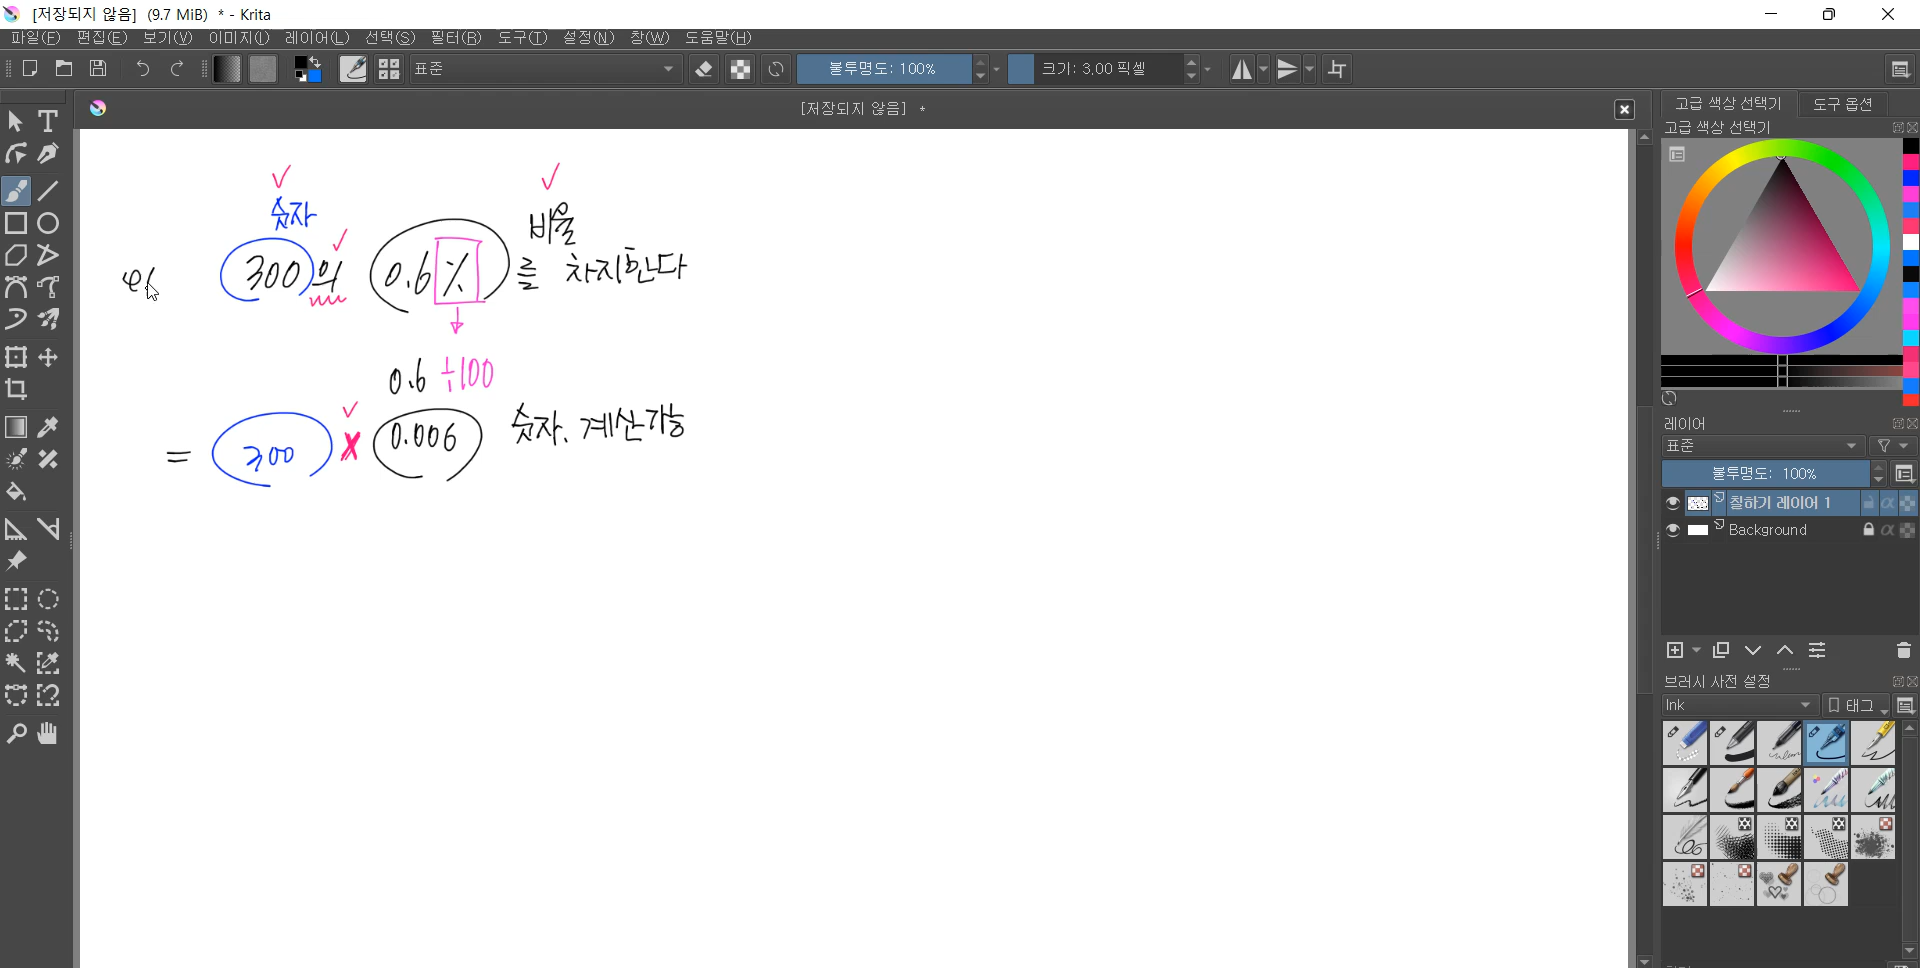 [저장되지 않음] (9.7 MiB) * - Krita
파일(F) 편집(E) 보기(V) 이미지(I) 레이어(L) 선택(S) 필터(R) 도구(T) 설정(N) 창(W) 도움말(H)
표준 불투명도: 100% 크기: 3.00 픽셀
[저장되지 않음] *
고급 색상 선택기 도구 옵션
고급 색상 선택기
숫자 비율
300의 0.6% 를 차지한다
0.6 ÷100
= 300 × 0.006 숫자. 계산가능
레이어
표준
불투명도: 100%
칠하기 레이어 1
Background
브러시 사전 설정
Ink 태그